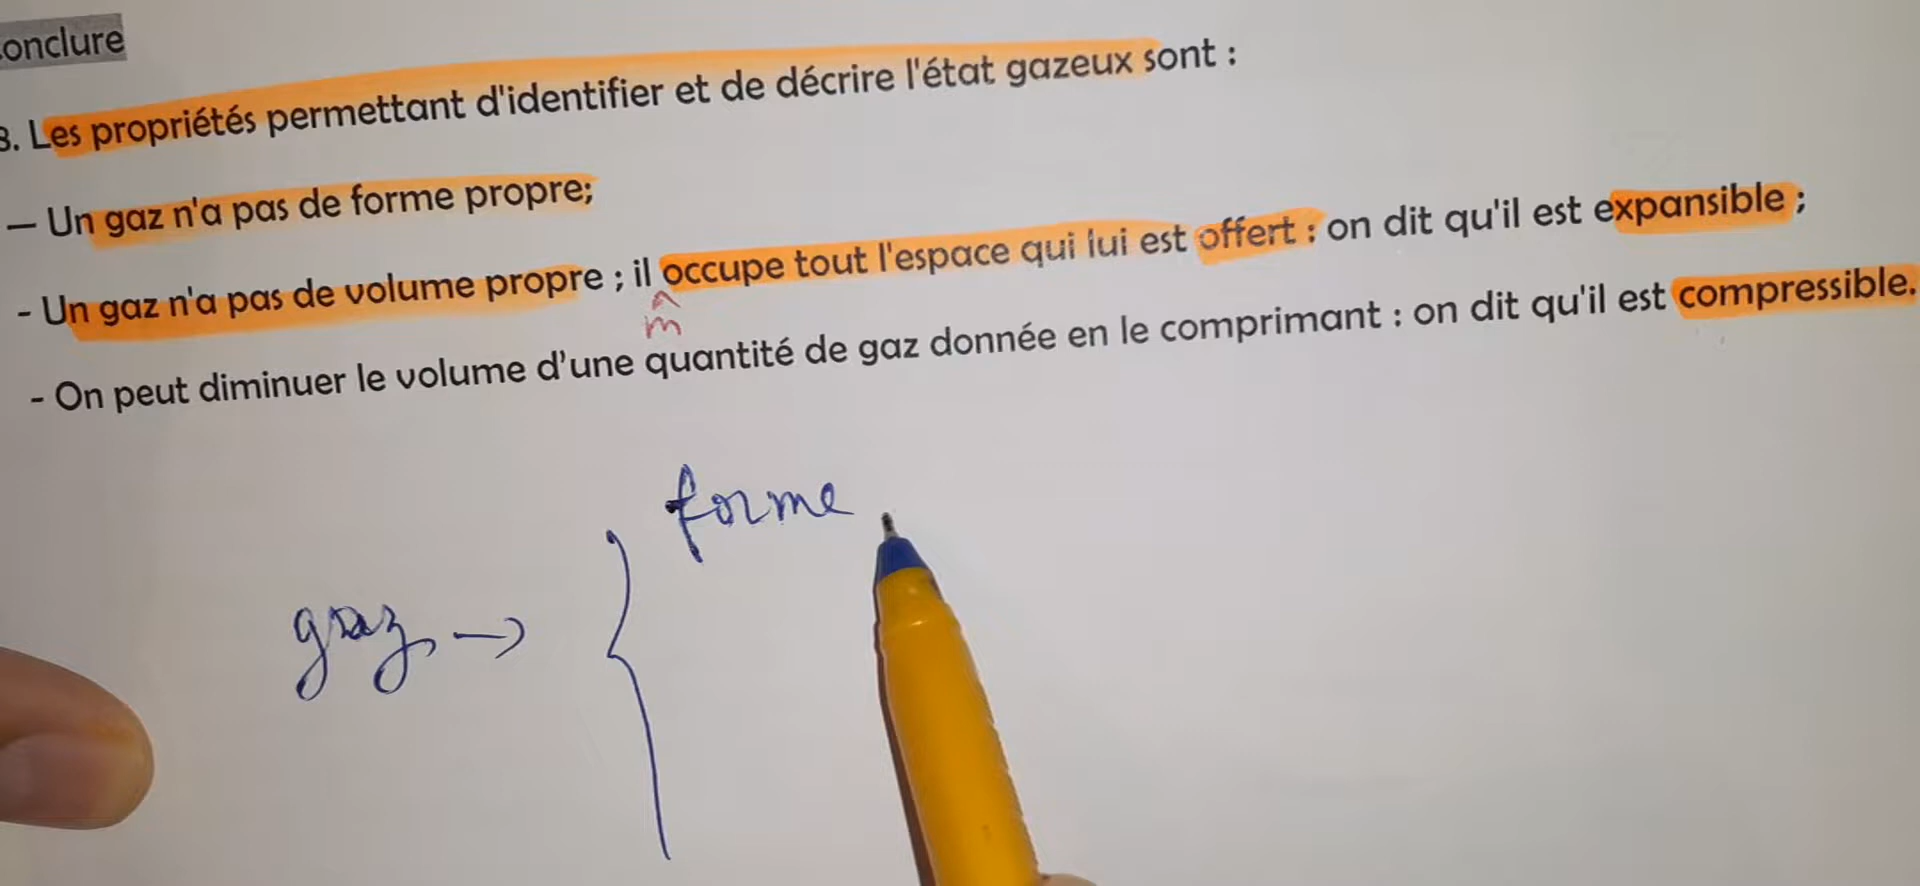 onclure
3. Les propriétés permettant d'identifier et de décrire l'état gazeux sont :
— Un gaz n'a pas de forme propre;
- Un gaz n'a pas de volume propre ; il occupe tout l'espace qui lui est offert : on dit qu'il est expansible ;
m
- On peut diminuer le volume d'une quantité de gaz donnée en le comprimant : on dit qu'il est compressible.
forme
gaz →